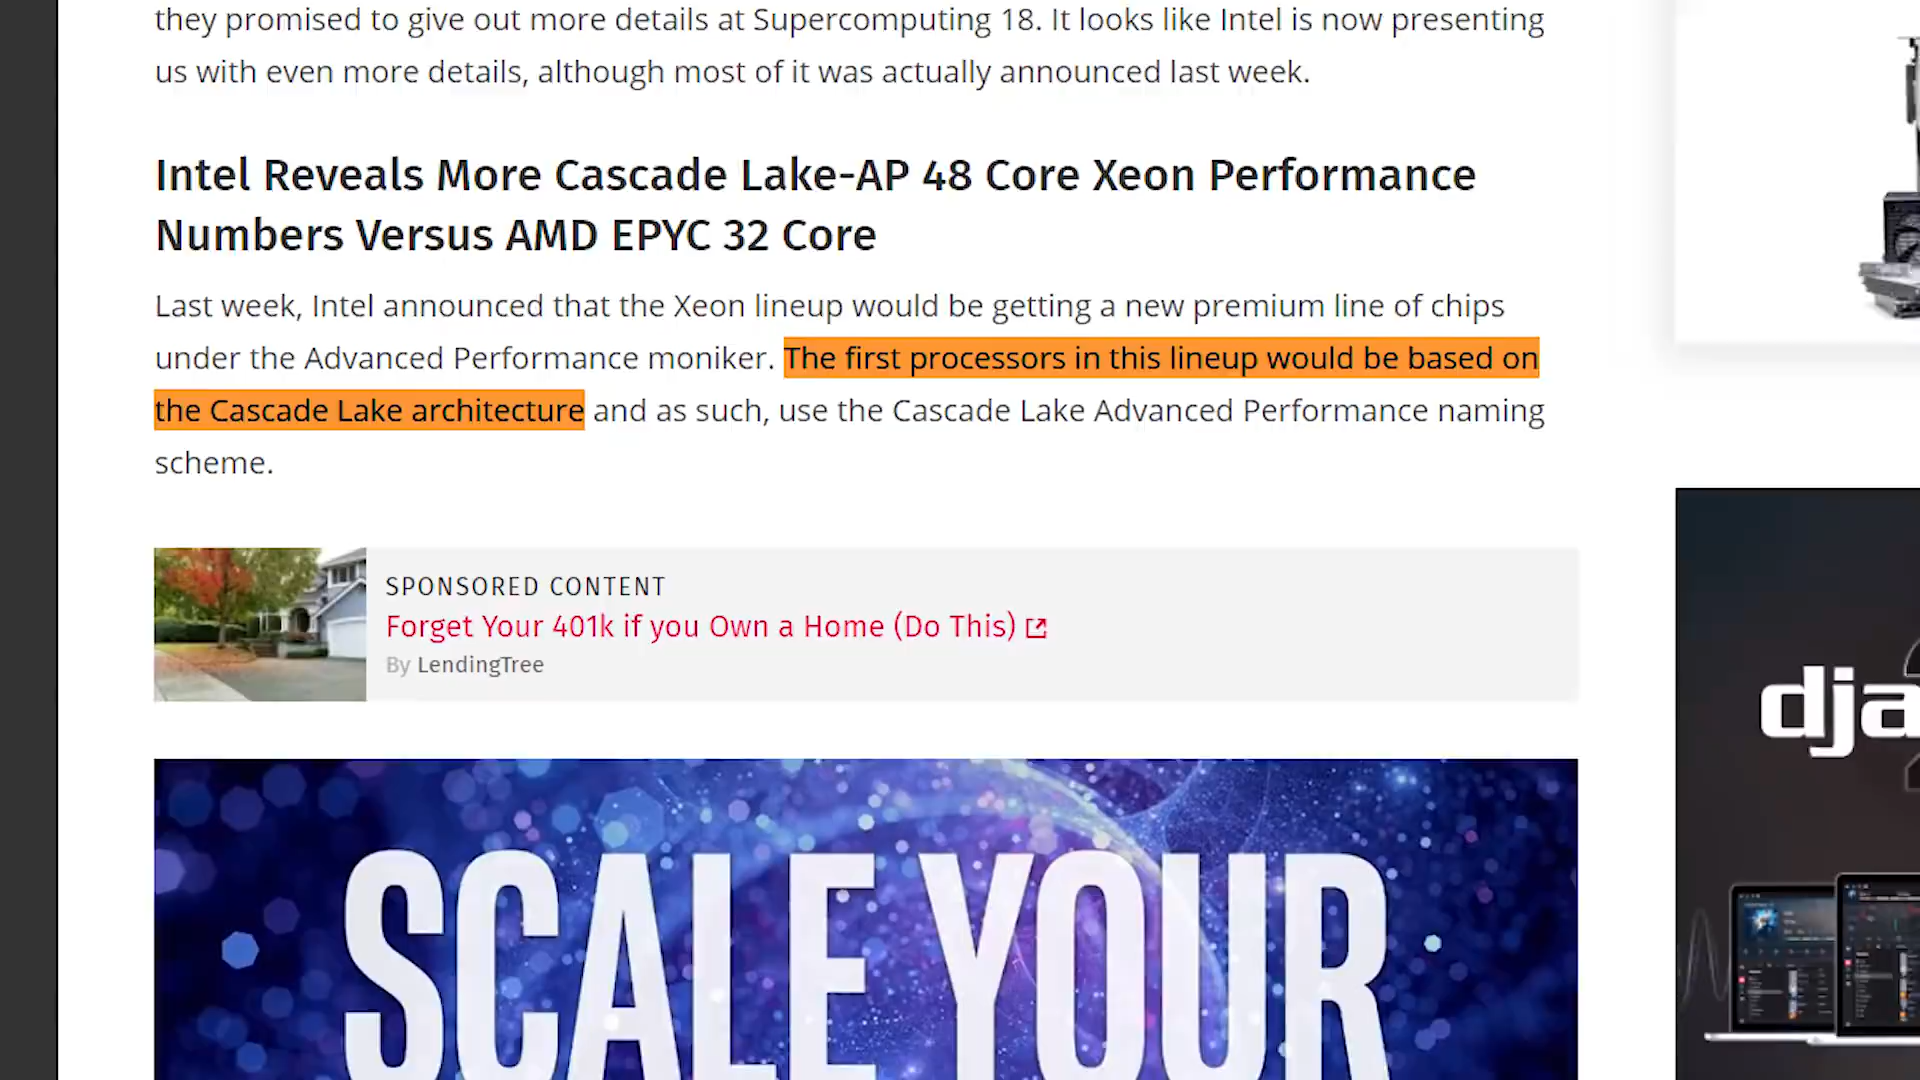 they promised to give out more details at Supercomputing 18. It looks like Intel is now presenting
us with even more details, although most of it was actually announced last week.
Intel Reveals More Cascade Lake-AP 48 Core Xeon Performance
Numbers Versus AMD EPYC 32 Core
Last week, Intel announced that the Xeon lineup would be getting a new premium line of chips
under the Advanced Performance moniker. The first processors in this lineup would be based on
the Cascade Lake architecture and as such, use the Cascade Lake Advanced Performance naming
scheme.
SPONSORED CONTENT
Forget Your 401k if you Own a Home (Do This)
By LendingTree
SCALE YOUR
dja